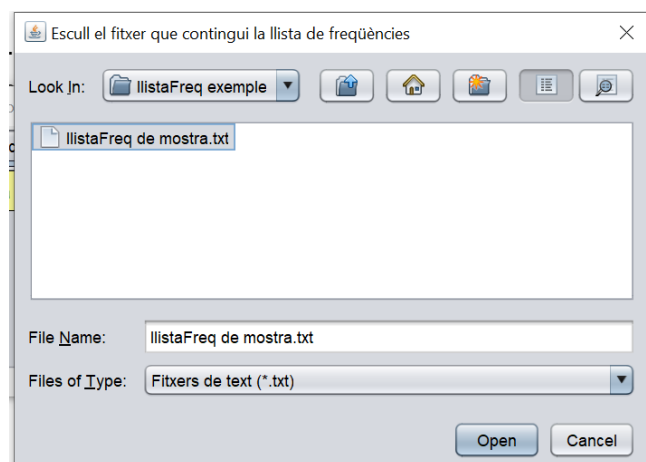 Escull el fitxer que contingui la llista de freqüències
Look In: llistaFreq exemple
llistaFreq de mostra.txt
File Name: llistaFreq de mostra.txt
Files of Type: Fitxers de text (*.txt)
Open Cancel